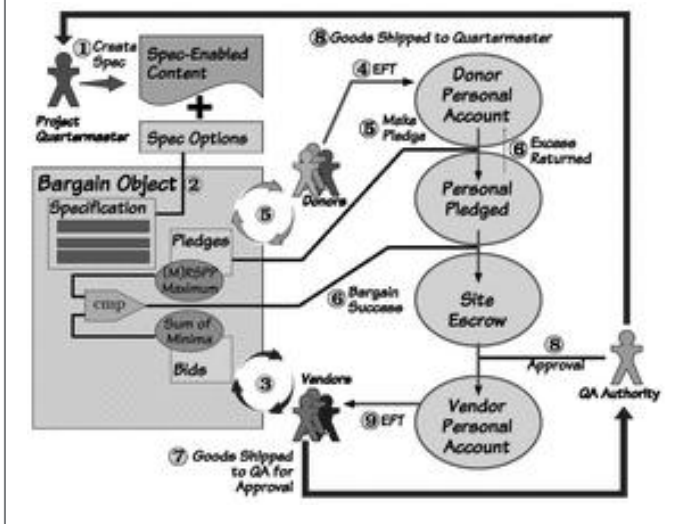 ① Create
Spec
Spec-Enabled
Content
Project
Quartermaster
Spec Options
⑧ Goods Shipped to Quartermaster
④ EFT
Donor
Personal
Account
⑤ Make
Pledge
⑥ Excess
Returned
Donors
Bargain Object ②
Specification
⑤
Pledges
(M)RSPP
Maximum
cmp
Sum of
Minima
Bids
Personal
Pledged
⑥ Bargain
Success
Site
Escrow
③
Vendors
⑧
Approval
QA Authority
⑨ EFT
Vendor
Personal
Account
⑦ Goods Shipped
to QA for
Approval